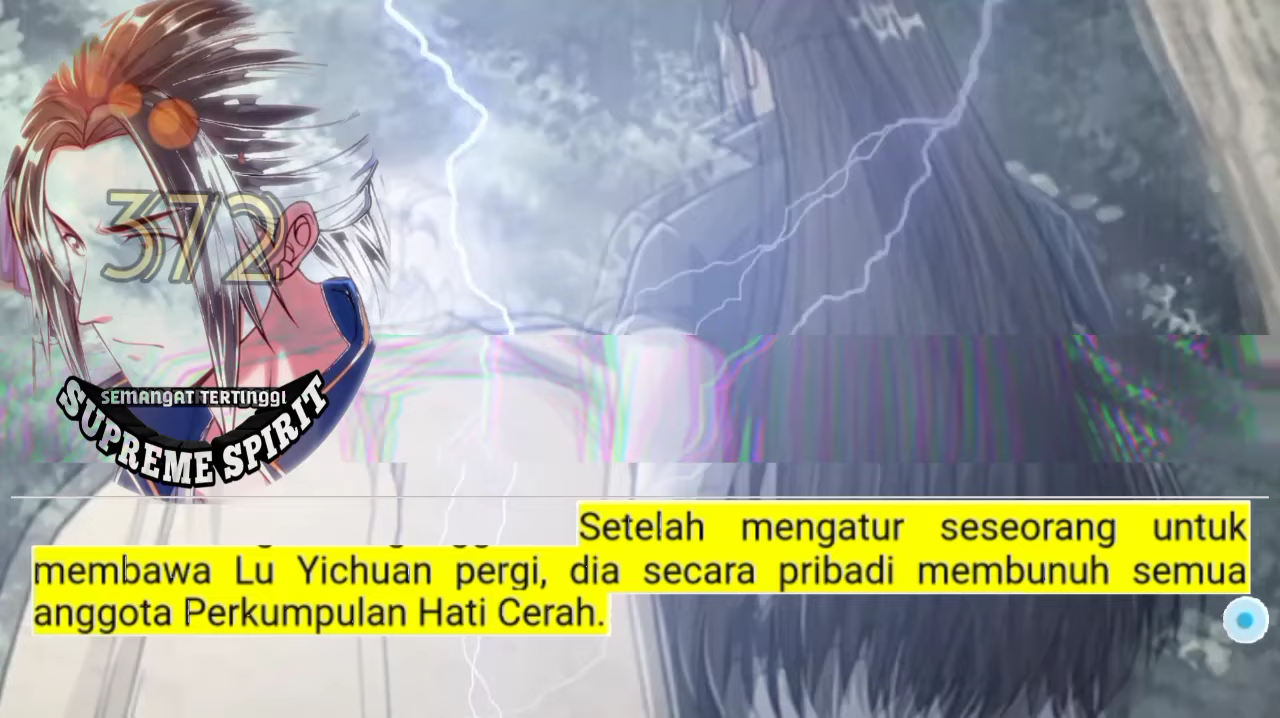 372
SEMANGAT TERTINGGI
SUPREME SPIRIT
Setelah mengatur seseorang untuk
membawa Lu Yichuan pergi, dia secara pribadi membunuh semua
anggota Perkumpulan Hati Cerah.